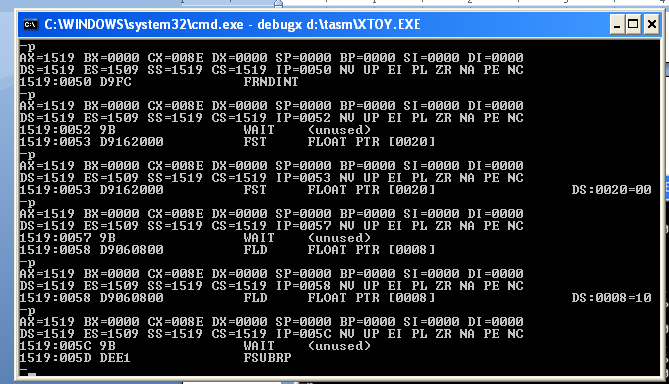 C:\WINDOWS\system32\cmd.exe - debugx d:\tasm\XTOY.EXE
-p
AX=1519 BX=0000 CX=008E DX=0000 SP=0000 BP=0000 SI=0000 DI=0000
DS=1519 ES=1509 SS=1519 CS=1519 IP=0050 NV UP EI PL ZR NA PE NC
1519:0050 D9FC FRNDINT
-p
AX=1519 BX=0000 CX=008E DX=0000 SP=0000 BP=0000 SI=0000 DI=0000
DS=1519 ES=1509 SS=1519 CS=1519 IP=0052 NV UP EI PL ZR NA PE NC
1519:0052 9B WAIT (unused)
1519:0053 D9162000 FST FLOAT PTR [0020]
-p
AX=1519 BX=0000 CX=008E DX=0000 SP=0000 BP=0000 SI=0000 DI=0000
DS=1519 ES=1509 SS=1519 CS=1519 IP=0053 NV UP EI PL ZR NA PE NC
1519:0053 D9162000 FST FLOAT PTR [0020] DS:0020=00
-p
AX=1519 BX=0000 CX=008E DX=0000 SP=0000 BP=0000 SI=0000 DI=0000
DS=1519 ES=1509 SS=1519 CS=1519 IP=0057 NV UP EI PL ZR NA PE NC
1519:0057 9B WAIT (unused)
1519:0058 D9060800 FLD FLOAT PTR [0008]
-p
AX=1519 BX=0000 CX=008E DX=0000 SP=0000 BP=0000 SI=0000 DI=0000
DS=1519 ES=1509 SS=1519 CS=1519 IP=0058 NV UP EI PL ZR NA PE NC
1519:0058 D9060800 FLD FLOAT PTR [0008] DS:0008=10
-p
AX=1519 BX=0000 CX=008E DX=0000 SP=0000 BP=0000 SI=0000 DI=0000
DS=1519 ES=1509 SS=1519 CS=1519 IP=005C NV UP EI PL ZR NA PE NC
1519:005C 9B WAIT (unused)
1519:005D DEE1 FSUBRP
-_